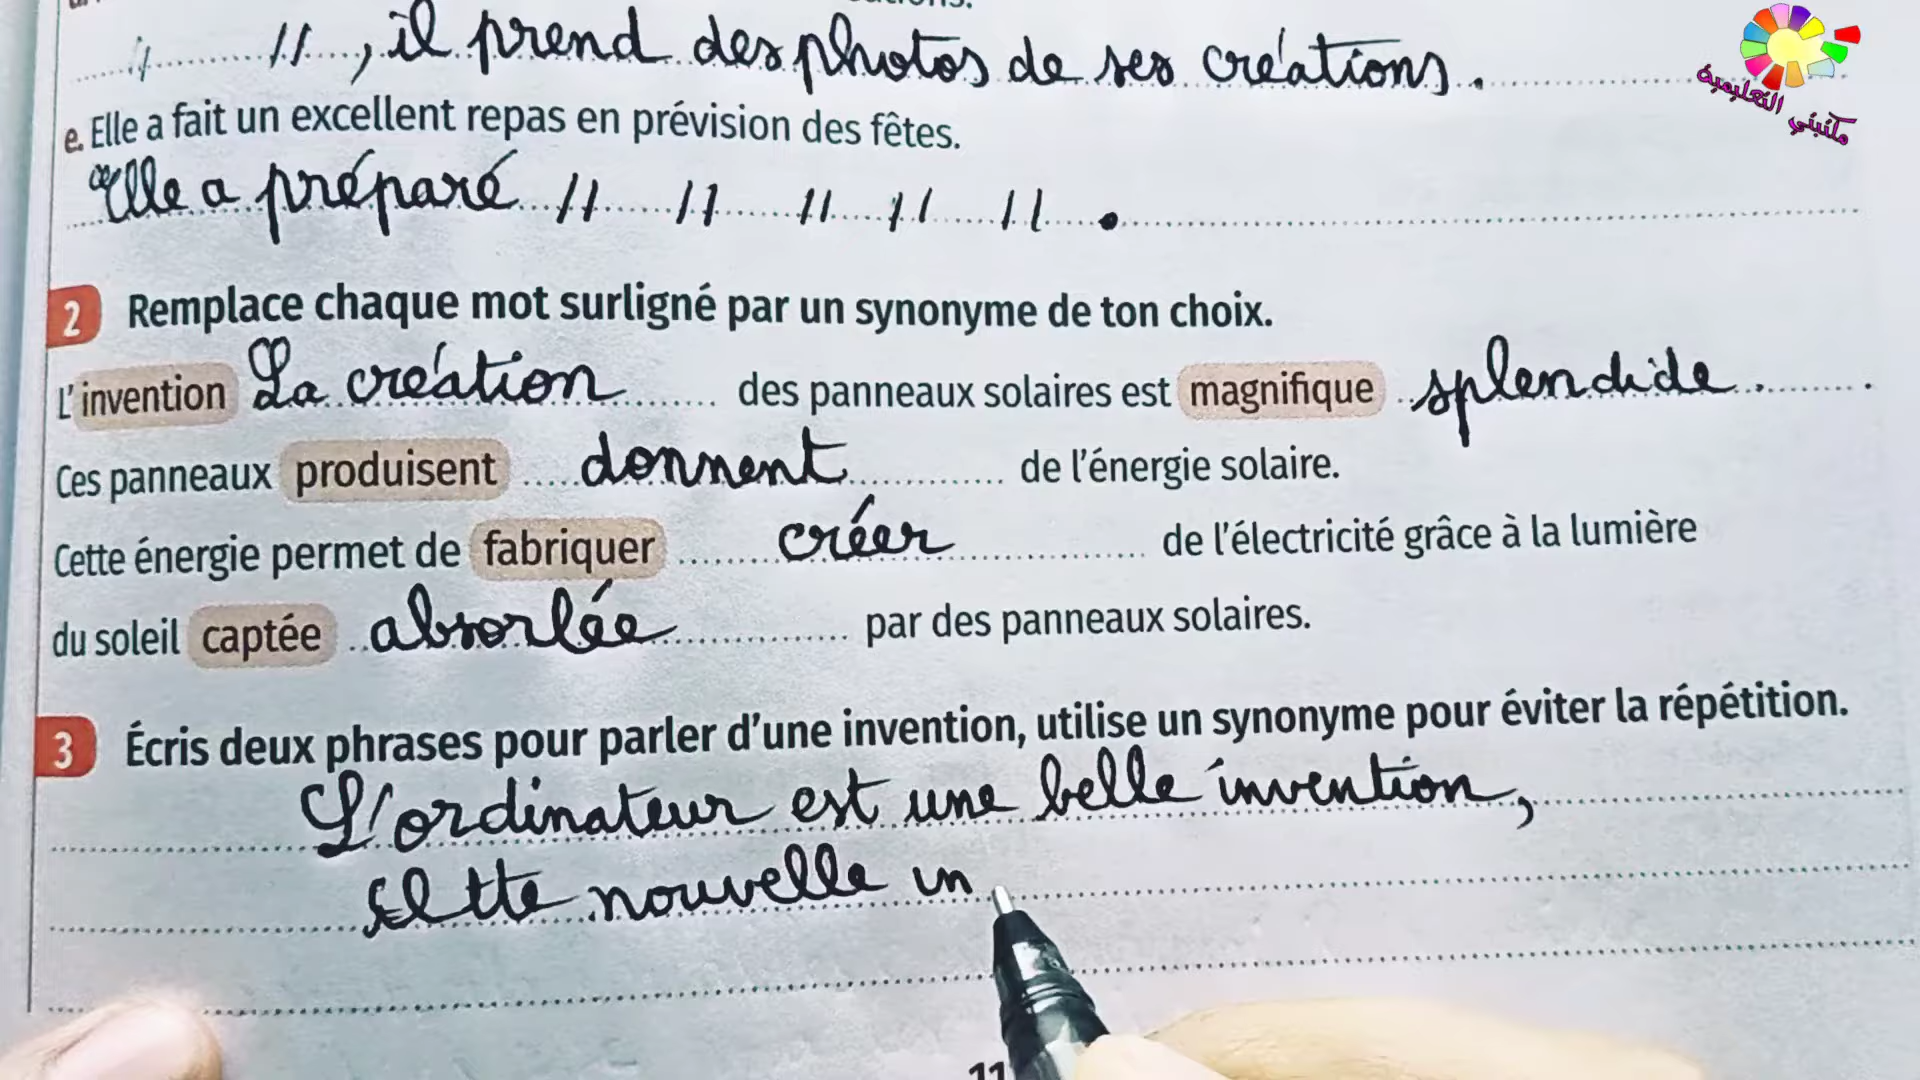 // // , il prend des photos de ses créations.
e. Elle a fait un excellent repas en prévision des fêtes.
Elle a préparé // // // // // .
2 Remplace chaque mot surligné par un synonyme de ton choix.
L'invention La création des panneaux solaires est magnifique splendide .
Ces panneaux produisent donnent de l'énergie solaire.
Cette énergie permet de fabriquer créer de l'électricité grâce à la lumière
du soleil captée absorbée par des panneaux solaires.
3 Écris deux phrases pour parler d'une invention, utilise un synonyme pour éviter la répétition.
L'ordinateur est une belle invention,
cette nouvelle in
11
مكتبتي التعليمية